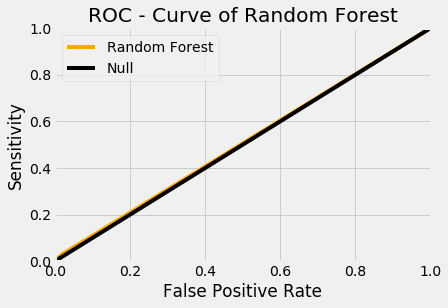 ROC - Curve of Random Forest
Random Forest
Null
1.0
0.8
0.6
0.4
0.2
0.0
Sensitivity
0.0 0.2 0.4 0.6 0.8 1.0
False Positive Rate